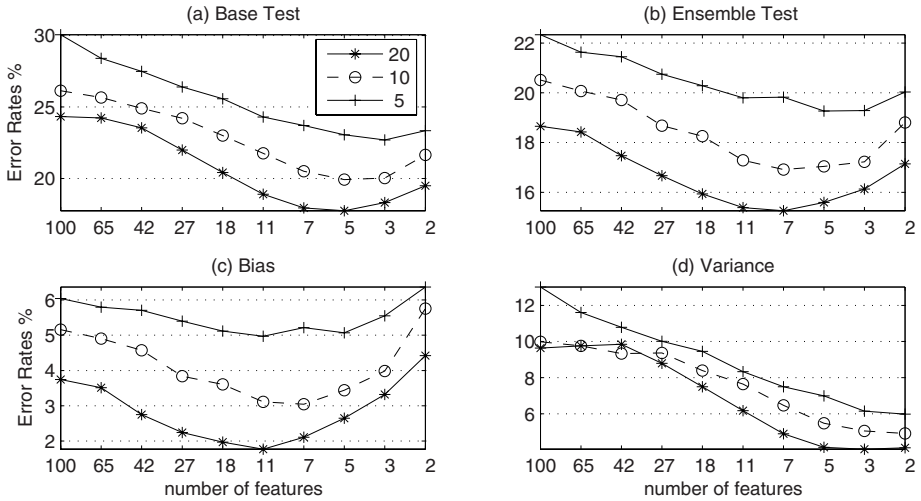 (a) Base Test
30
25
20
Error Rates %
20
10
5
100 65 42 27 18 11 7 5 3 2
(b) Ensemble Test
22
20
18
16
100 65 42 27 18 11 7 5 3 2
(c) Bias
6
5
4
3
2
Error Rates %
100 65 42 27 18 11 7 5 3 2
number of features
(d) Variance
12
10
8
6
100 65 42 27 18 11 7 5 3 2
number of features